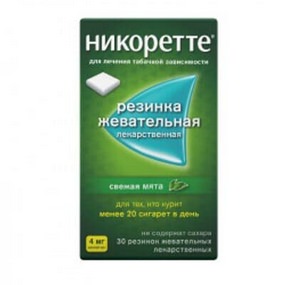 никоретте®
для лечения табачной зависимости
резинка
жевательная
лекарственная
свежая мята
для тех, кто курит
менее 20 сигарет в день
4 мг
не содержат сахара
30 резинок жевательных
лекарственных